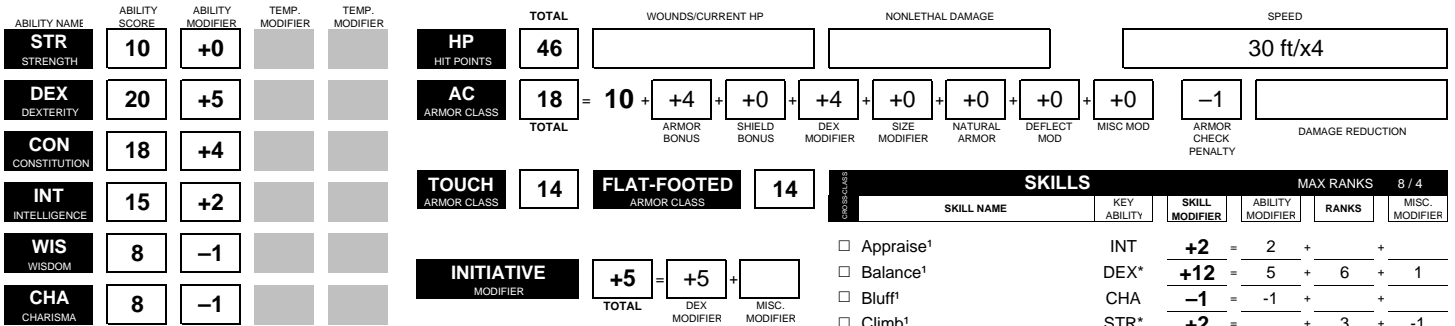 ABILITY NAME ABILITY SCORE ABILITY MODIFIER TEMP. MODIFIER TEMP. MODIFIER
STR STRENGTH 10 +0
DEX DEXTERITY 20 +5
CON CONSTITUTION 18 +4
INT INTELLIGENCE 15 +2
WIS WISDOM 8 –1
CHA CHARISMA 8 –1
TOTAL WOUNDS/CURRENT HP NONLETHAL DAMAGE SPEED
HP HIT POINTS 46 30 ft/x4
AC ARMOR CLASS 18 = 10 + +4 + +0 + +4 + +0 + +0 + +0 + +0 –1
TOTAL ARMOR BONUS SHIELD BONUS DEX MODIFIER SIZE MODIFIER NATURAL ARMOR DEFLECT MOD MISC MOD ARMOR CHECK PENALTY DAMAGE REDUCTION
TOUCH ARMOR CLASS 14 FLAT-FOOTED ARMOR CLASS 14
INITIATIVE MODIFIER +5 = +5 +
TOTAL DEX MODIFIER MISC. MODIFIER
CROSS-CLASS SKILLS MAX RANKS 8 / 4
SKILL NAME KEY ABILITY SKILL MODIFIER ABILITY MODIFIER RANKS MISC. MODIFIER
□ Appraise¹ INT +2 = 2 + +
□ Balance¹ DEX* +12 = 5 + 6 + 1
□ Bluff¹ CHA –1 = -1 + +
□ Climb¹ STR* +2 = + 3 + -1